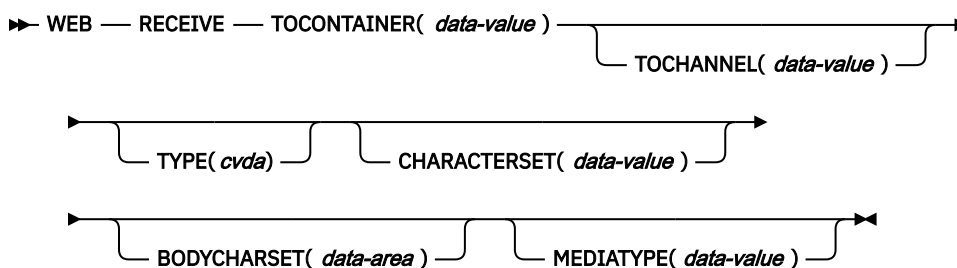 WEB RECEIVE TOCONTAINER( data-value )
TOCHANNEL( data-value )
TYPE( cvda)
CHARACTERSET( data-value )
BODYCHARSET( data-area )
MEDIATYPE( data-value )